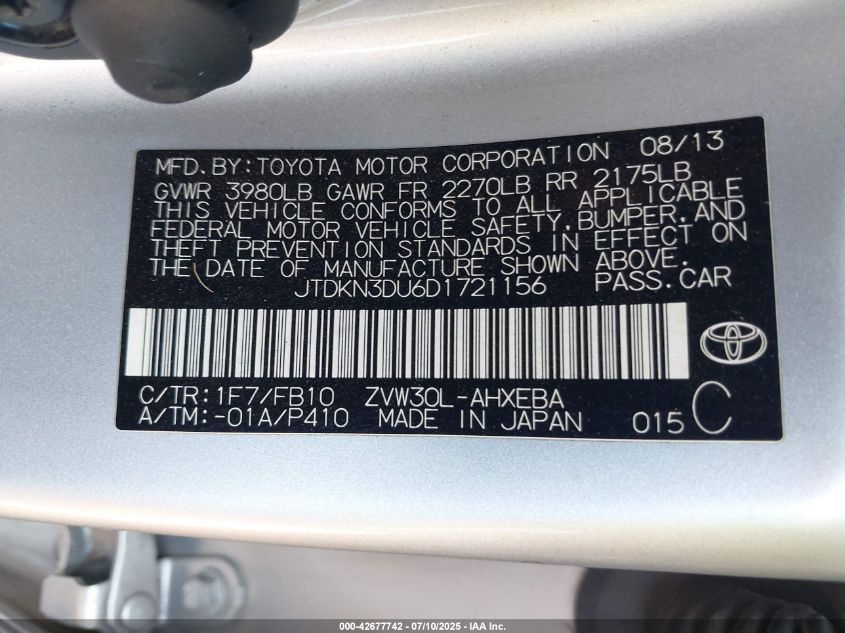 MFD. BY: TOYOTA MOTOR CORPORATION 08/13
GVWR 3980LB GAWR FR 2270LB RR 2175LB
THIS VEHICLE CONFORMS TO ALL APPLICABLE
FEDERAL MOTOR VEHICLE SAFETY, BUMPER, AND
THEFT PREVENTION STANDARDS IN EFFECT ON
THE DATE OF MANUFACTURE SHOWN ABOVE.
JTDKN3DU6D1721156 PASS. CAR
C/TR: 1F7/FB10 ZVW30L-AHXEBA
A/TM: -01A/P410 MADE IN JAPAN 015 C
000-42677742 / 07/10/2025 - IAA Inc.